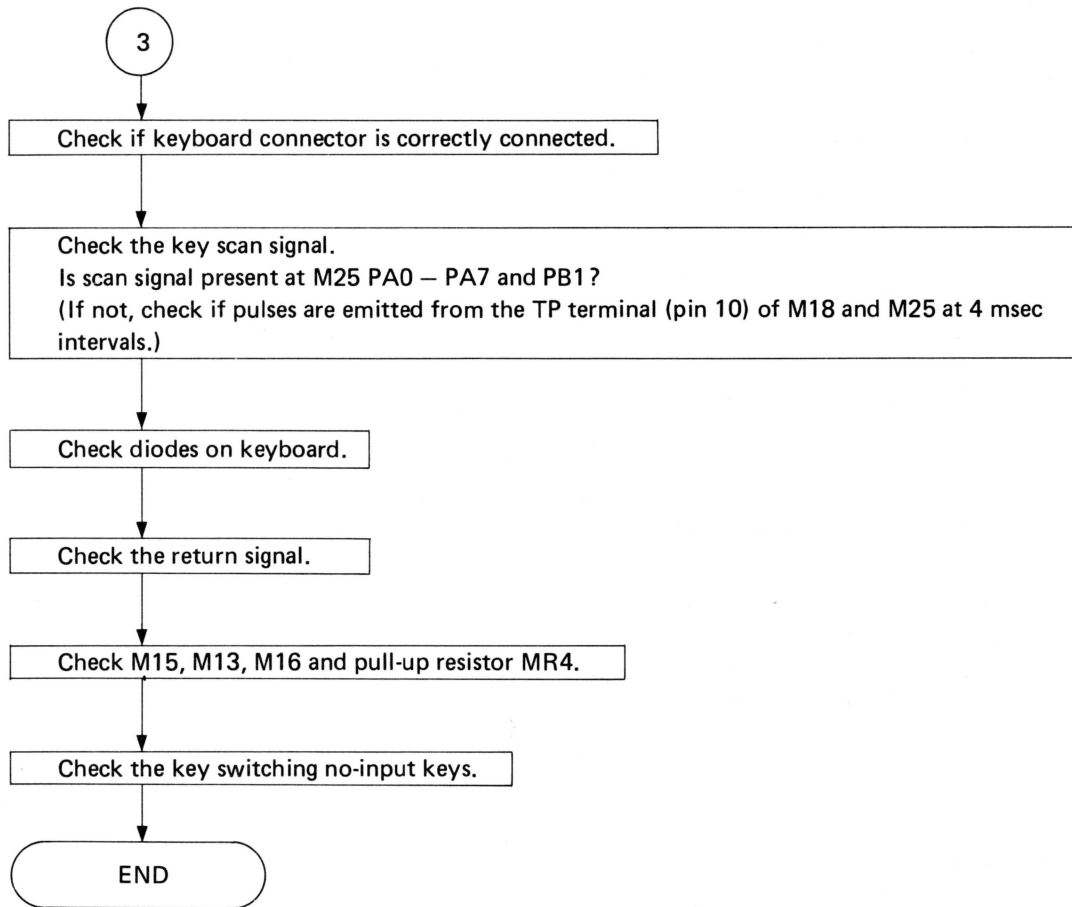 3
Check if keyboard connector is correctly connected.
Check the key scan signal.
Is scan signal present at M25 PA0 – PA7 and PB1?
(If not, check if pulses are emitted from the TP terminal (pin 10) of M18 and M25 at 4 msec
intervals.)
Check diodes on keyboard.
Check the return signal.
Check M15, M13, M16 and pull-up resistor MR4.
Check the key switching no-input keys.
END